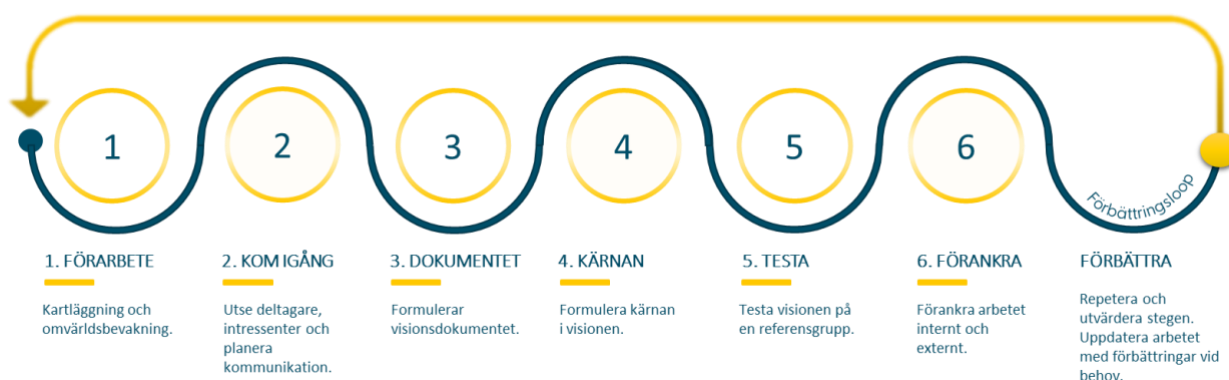 1
2
3
4
5
6
Förbättringsloop
1. FÖRARBETE
Kartläggning och
omvärldsbevakning.
2. KOM IGÅNG
Utse deltagare,
intressenter och
planera
kommunikation.
3. DOKUMENTET
Formulerar
visionsdokumentet.
4. KÄRNAN
Formulera kärnan
i visionen.
5. TESTA
Testa visionen på
en referensgrupp.
6. FÖRANKRA
Förankra arbetet
internt och
externt.
FÖRBÄTTRA
Repetera och
utvärdera stegen.
Uppdatera arbetet
med förbättringar vid
behov.